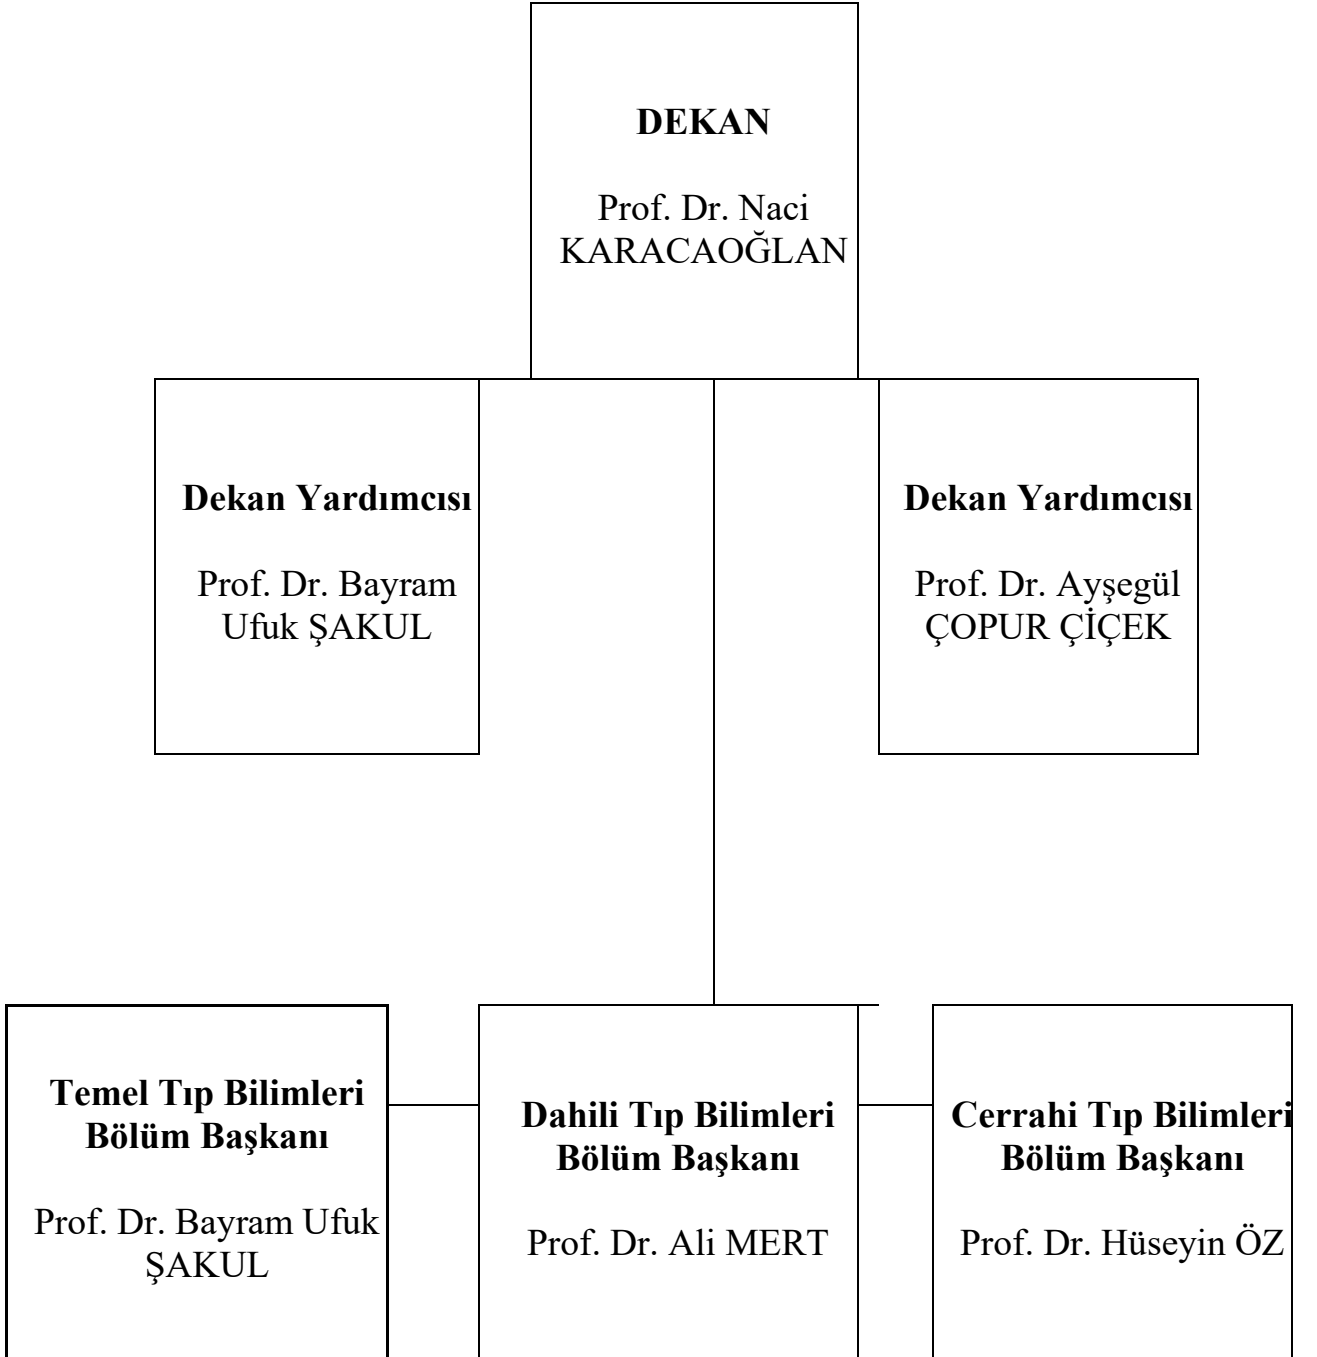 DEKAN
Prof. Dr. Naci
KARACAOĞLAN
Dekan Yardımcısı
Prof. Dr. Bayram
Ufuk ŞAKUL
Dekan Yardımcısı
Prof. Dr. Ayşegül
ÇOPUR ÇİÇEK
Temel Tıp Bilimleri
Bölüm Başkanı
Prof. Dr. Bayram Ufuk
ŞAKUL
Dahili Tıp Bilimleri
Bölüm Başkanı
Prof. Dr. Ali MERT
Cerrahi Tıp Bilimleri
Bölüm Başkanı
Prof. Dr. Hüseyin ÖZ